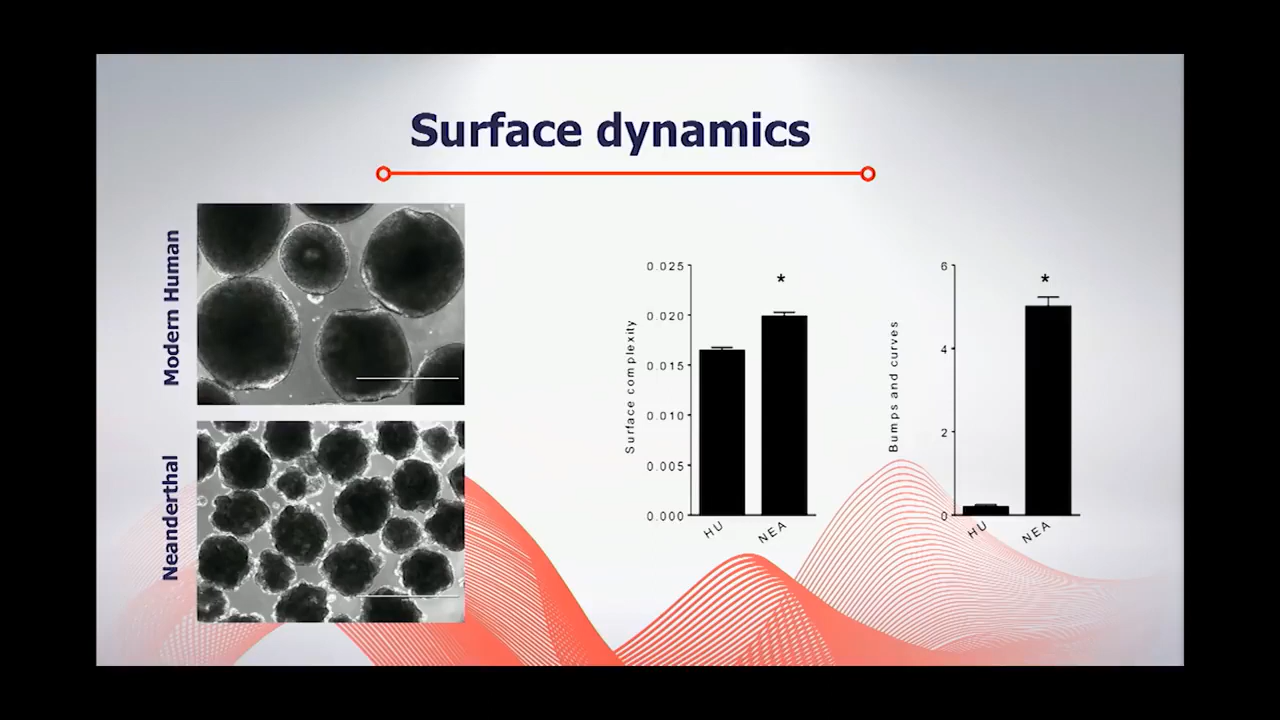 Surface dynamics
Modern Human
Neanderthal
Surface complexity
0.025
0.020
0.015
0.010
0.005
0.000
*
HU
NEA
Bumps and curves
6
4
2
0
*
HU
NEA